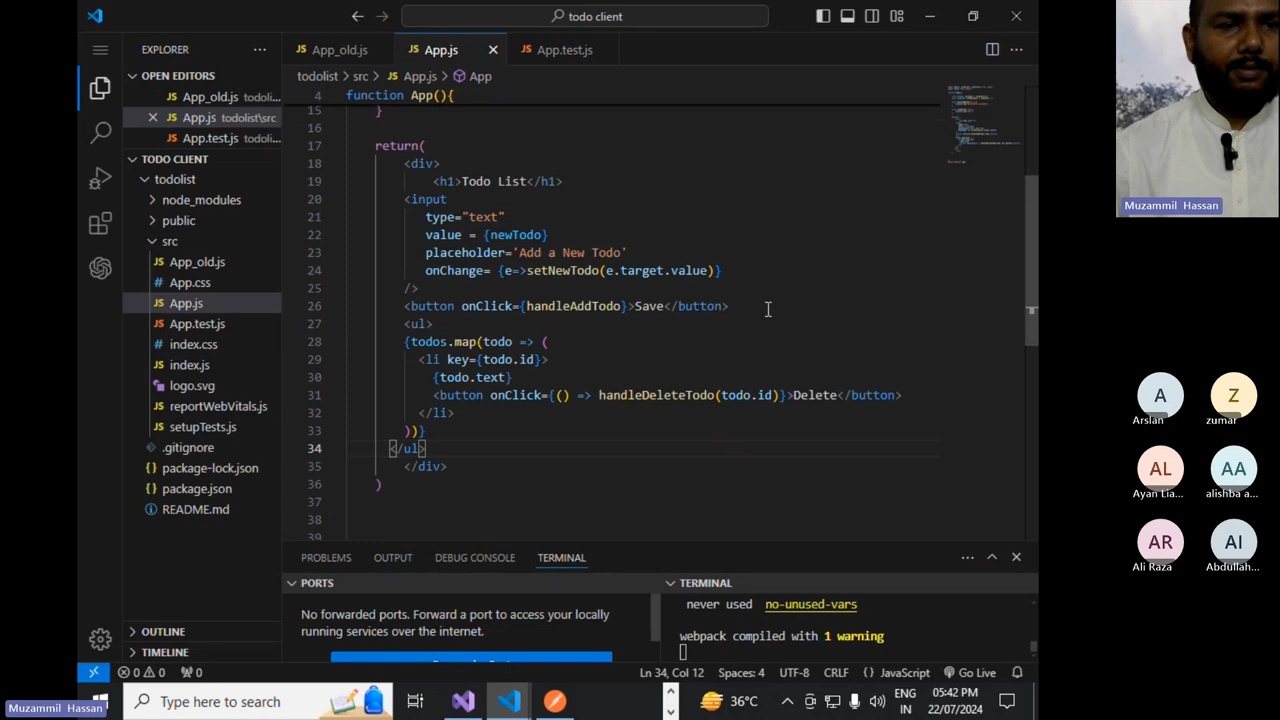 todo client
EXPLORER
App_old.js
App.js
App.test.js
OPEN EDITORS
App_old.js todoli...
App.js todolist\src
App.test.js todolis...
TODO CLIENT
todolist
node_modules
public
src
App_old.js
App.css
App.js
App.test.js
index.css
index.js
logo.svg
reportWebVitals.js
setupTests.js
.gitignore
package-lock.json
package.json
README.md
OUTLINE
TIMELINE
todolist > src > App.js > App
4 function App(){
15 }
16
17 return(
18 <div>
19 <h1>Todo List</h1>
20 <input
21 type="text"
22 value = {newTodo}
23 placeholder='Add a New Todo'
24 onChange= {e=>setNewTodo(e.target.value)}
25 />
26 <button onClick={handleAddTodo}>Save</button>
27 <ul>
28 {todos.map(todo => (
29 <li key={todo.id}>
30 {todo.text}
31 <button onClick={() => handleDeleteTodo(todo.id)}>Delete</button>
32 </li>
33 ))}
34 </ul>
35 </div>
36 )
37
38
39
PROBLEMS OUTPUT DEBUG CONSOLE TERMINAL
PORTS
No forwarded ports. Forward a port to access your locally
running services over the internet.
TERMINAL
never used no-unused-vars
webpack compiled with 1 warning
0 0 0
Ln 34, Col 12 Spaces: 4 UTF-8 CRLF {} JavaScript Go Live
Type here to search
36°C
ENG
IN
05:42 PM
22/07/2024
Muzammil Hassan
Muzammil Hassan
A
Arslan
Z
zumar
AL
Ayan Lia...
AA
alishba a...
AR
Ali Raza
AI
Abdullah...